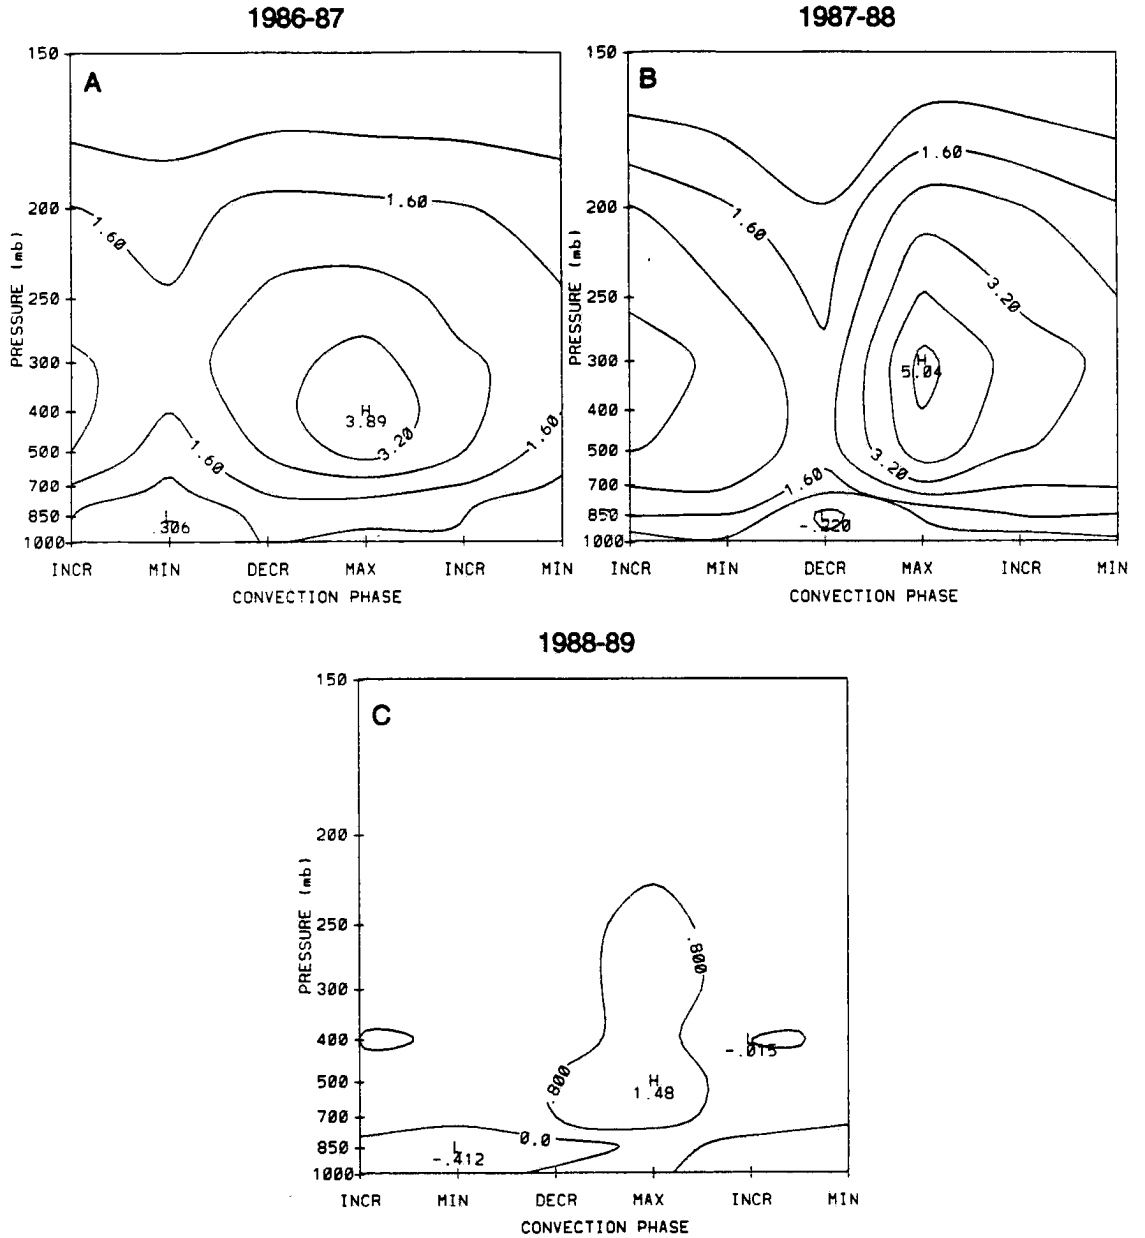 1986-87
1987-88
A
150
200
250
300
400
500
700
850
1000
PRESSURE (mb)
1.60
1.60
H
3.89
3.20
1.60
1.60
L
.306
INCR MIN DECR MAX INCR MIN
CONVECTION PHASE
B
150
200
250
300
400
500
700
850
1000
PRESSURE (mb)
1.60
1.60
3.20
H
5.04
3.20
1.60
L
-.220
INCR MIN DECR MAX INCR MIN
CONVECTION PHASE
1988-89
C
150
200
250
300
400
500
700
850
1000
PRESSURE (mb)
.800
L
-.015
.800
H
1.48
0.0
L
-.412
INCR MIN DECR MAX INCR MIN
CONVECTION PHASE